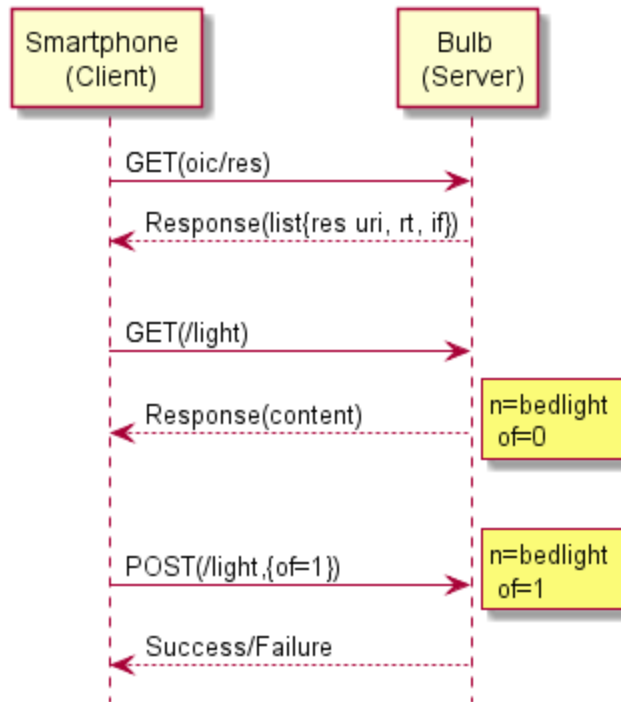 Smartphone
(Client)
Bulb
(Server)
GET(oic/res)
Response(list{res uri, rt, if})
GET(/light)
Response(content)
n=bedlight
of=0
POST(/light,{of=1})
n=bedlight
of=1
Success/Failure